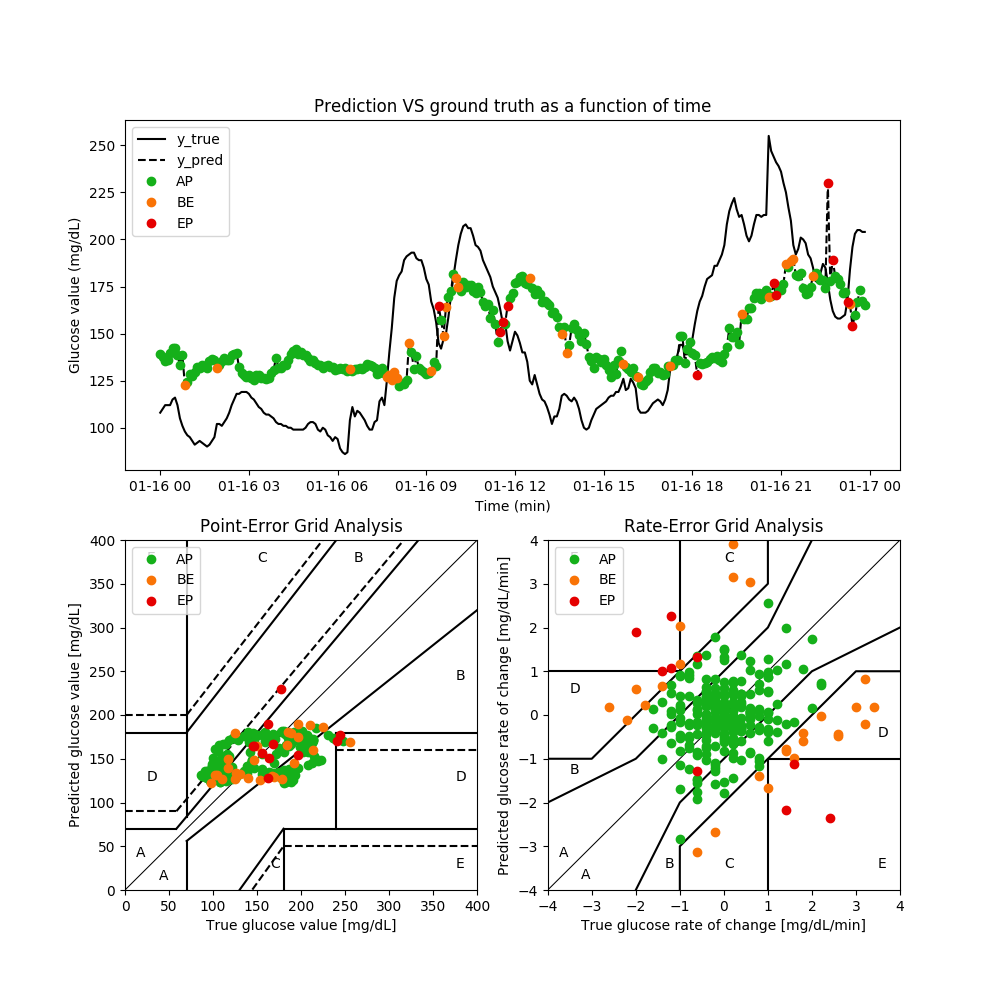 Prediction VS ground truth as a function of time
Glucose value (mg/dL)
250
225
200
175
150
125
100
y_true
y_pred
AP
BE
EP
01-16 00 01-16 03 01-16 06 01-16 09 01-16 12 01-16 15 01-16 18 01-16 21 01-17 00
Time (min)
Point-Error Grid Analysis
Predicted glucose value [mg/dL]
400
350
300
250
200
150
100
50
0
AP
BE
EP
C B
B
D D
A
A
C E
0 50 100 150 200 250 300 350 400
True glucose value [mg/dL]
Rate-Error Grid Analysis
Predicted glucose rate of change [mg/dL/min]
4
3
2
1
0
−1
−2
−3
−4
AP
BE
EP
C
D
D
B
A
A
B C E
−4 −3 −2 −1 0 1 2 3 4
True glucose rate of change [mg/dL/min]